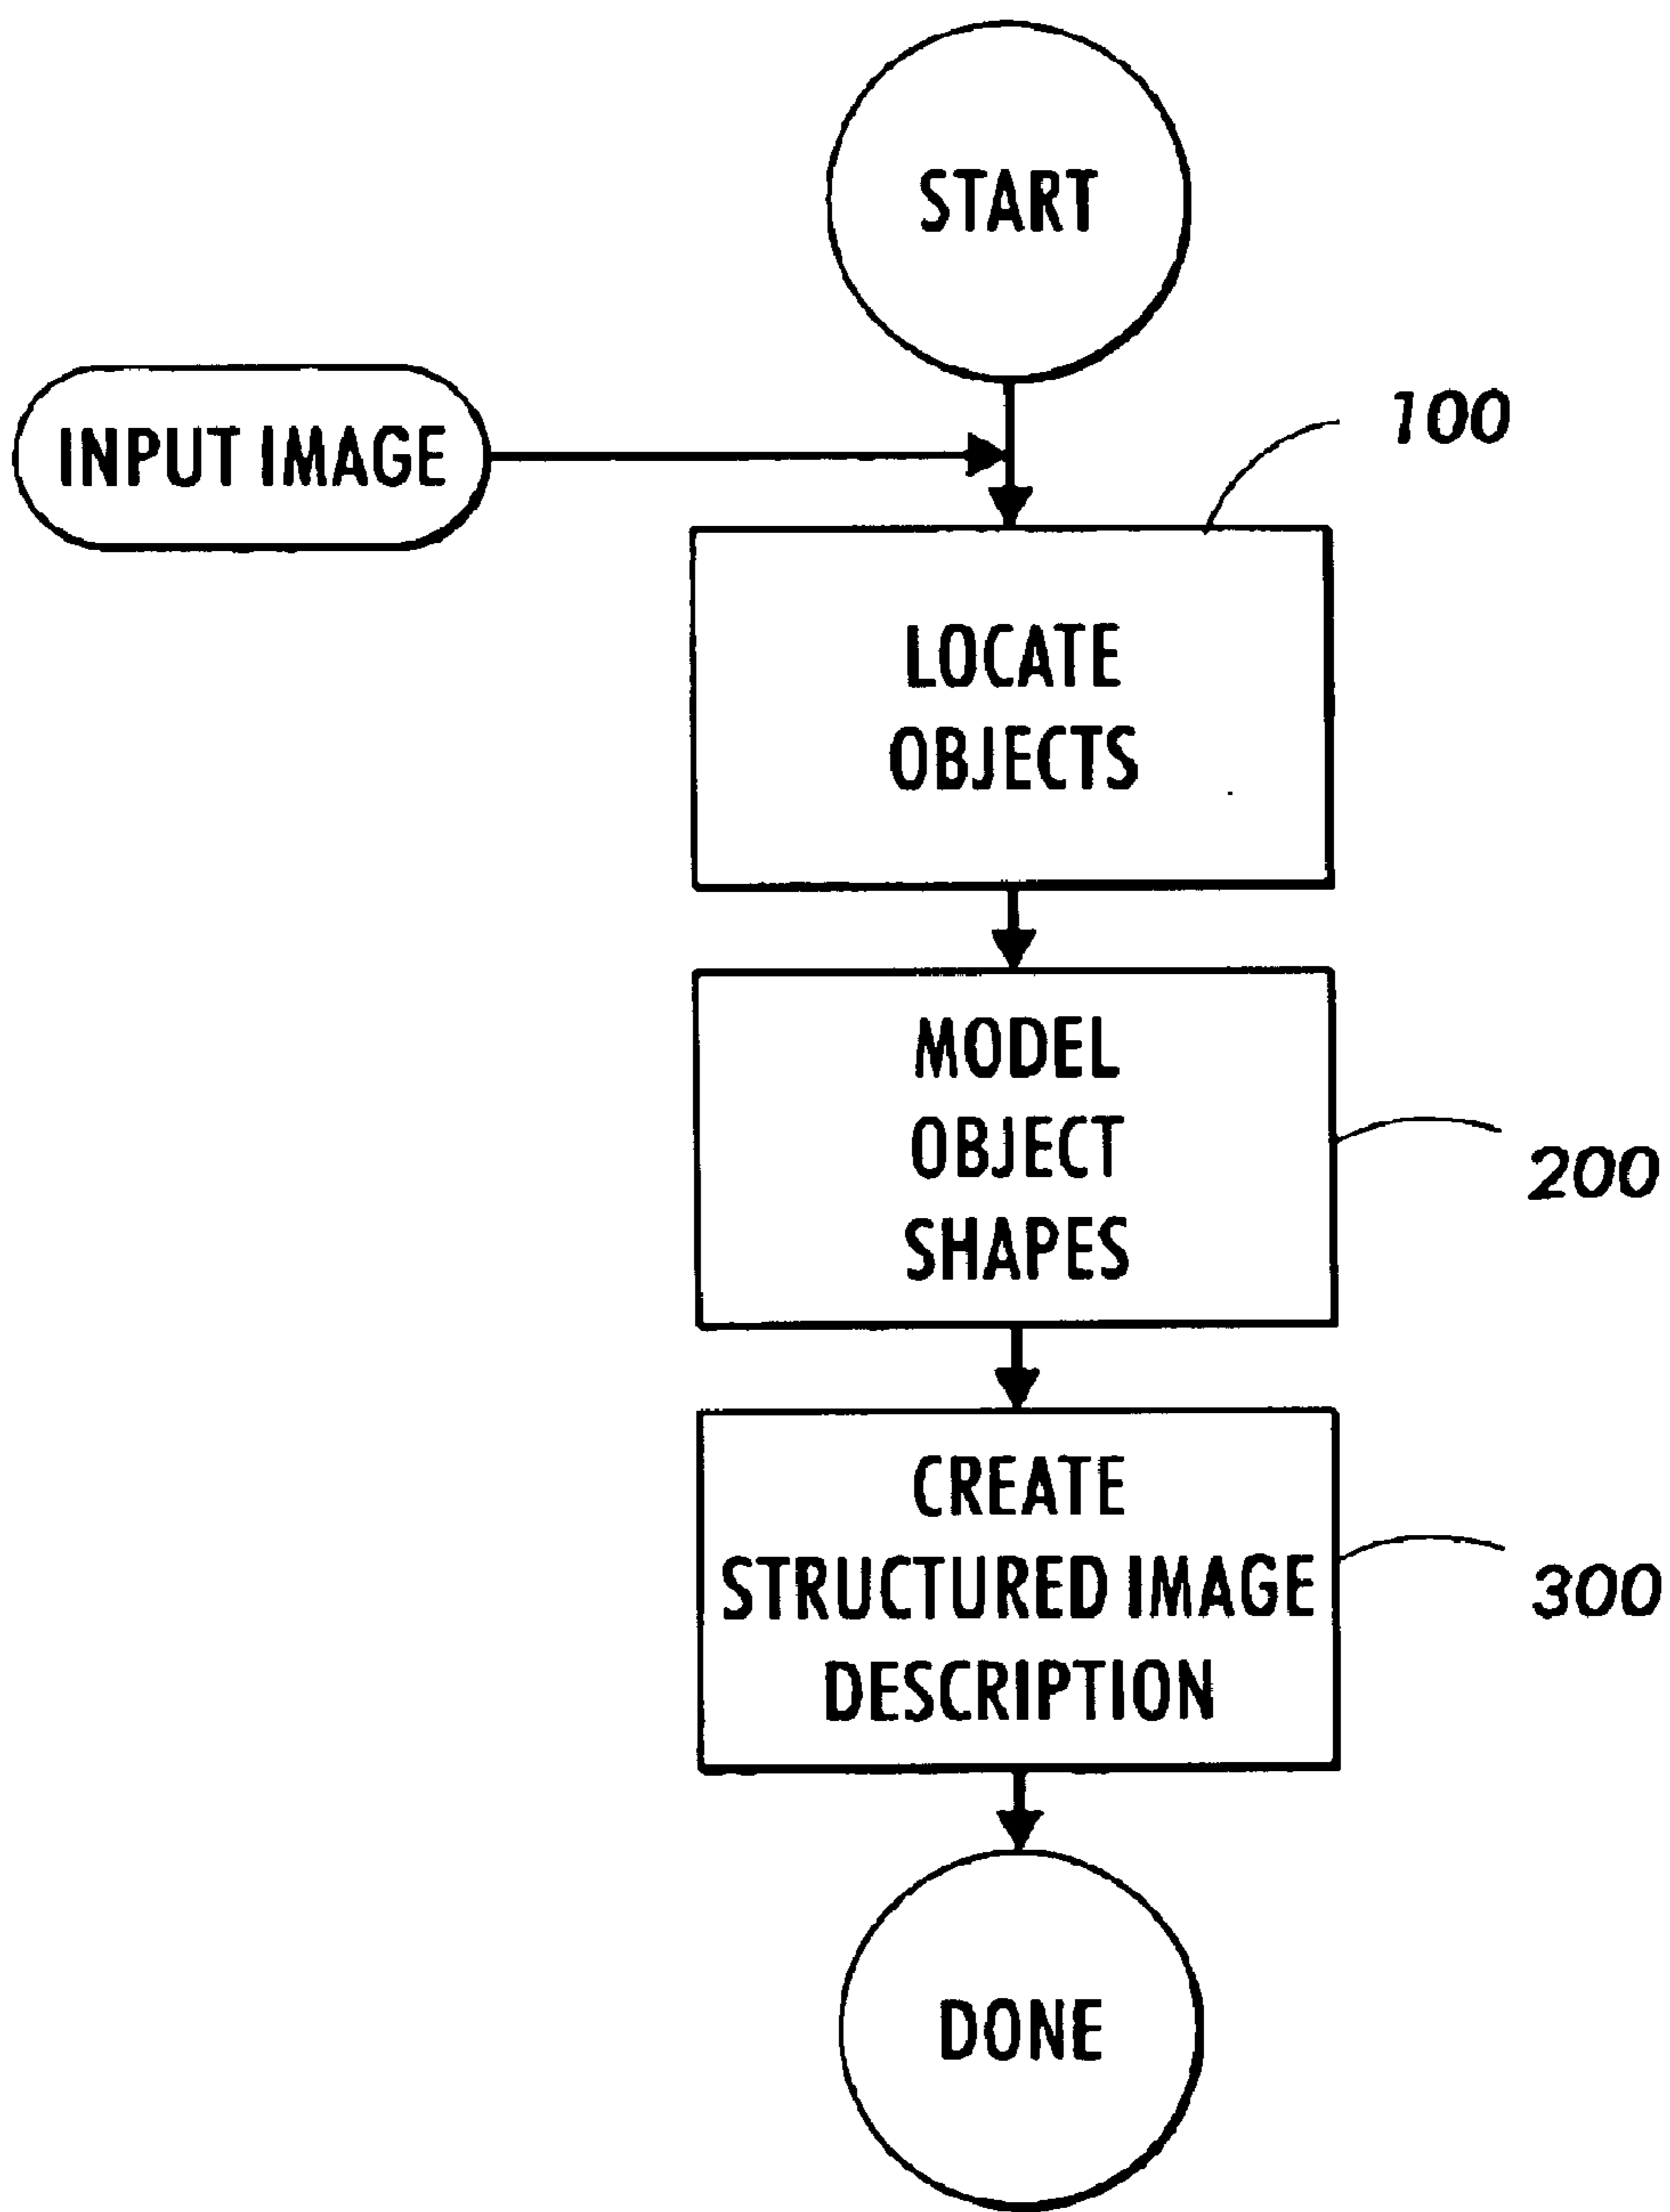 START
INPUT IMAGE
100
LOCATE
OBJECTS
MODEL
OBJECT
SHAPES
200
CREATE
STRUCTURED IMAGE
DESCRIPTION
300
DONE